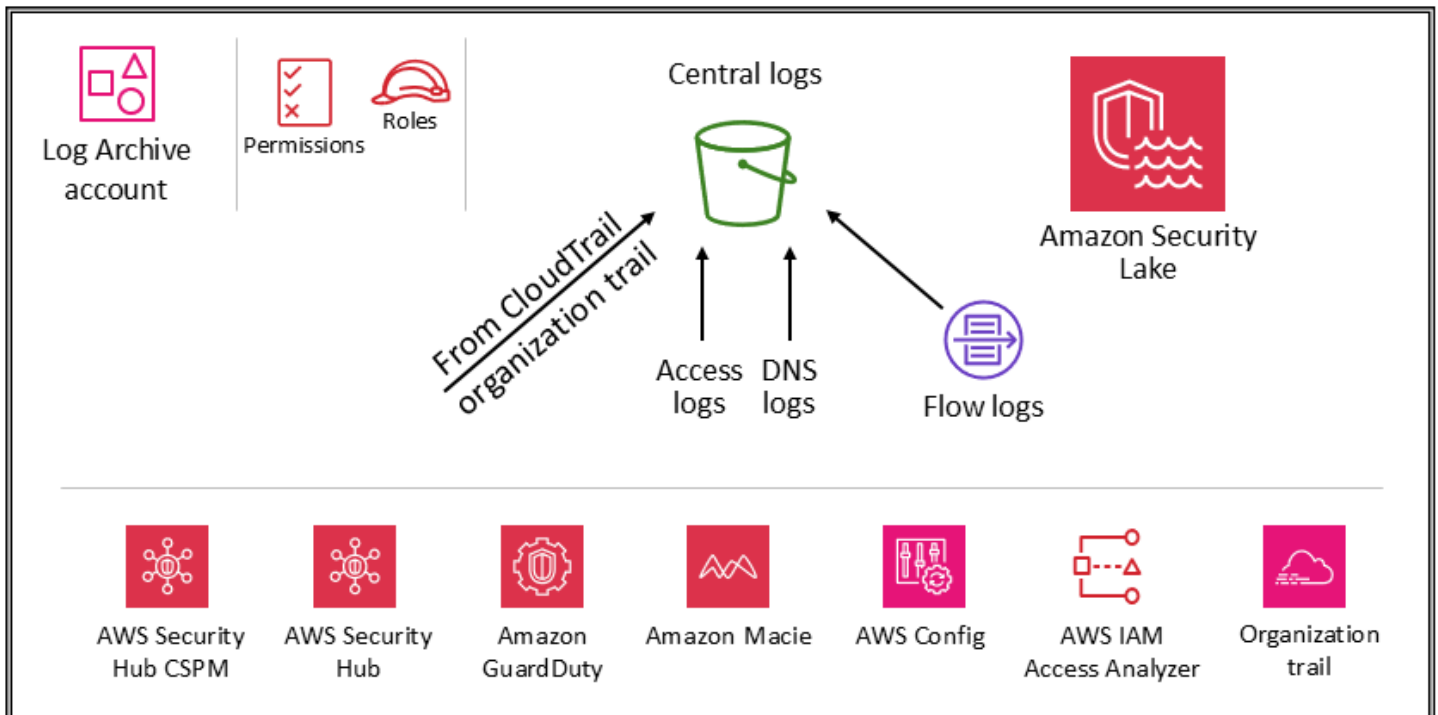 Log Archive
account
Permissions
Roles
Central logs
Amazon Security
Lake
From CloudTrail
organization trail
Access
logs
DNS
logs
Flow logs
AWS Security
Hub CSPM
AWS Security
Hub
Amazon
GuardDuty
Amazon Macie
AWS Config
AWS IAM
Access Analyzer
Organization
trail